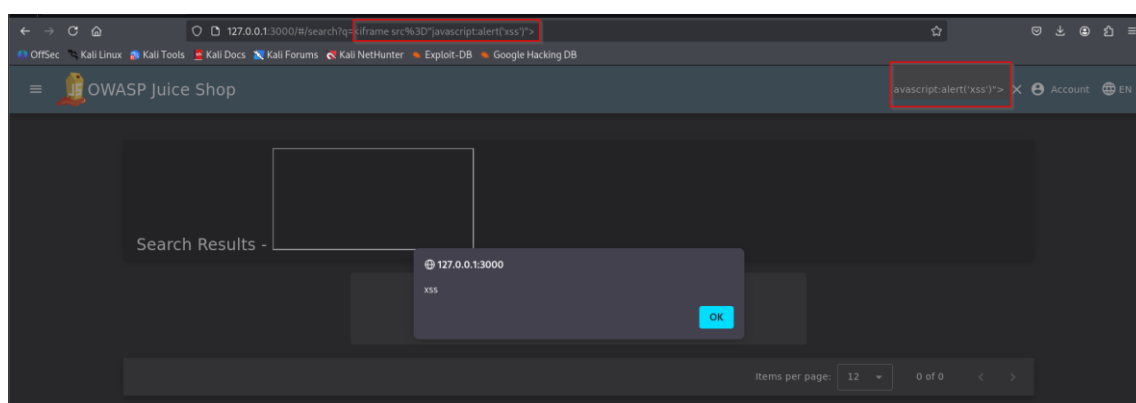 127.0.0.1:3000/#/search?q=<iframe src%3D"javascript:alert('xss')">
OffSec Kali Linux Kali Tools Kali Docs Kali Forums Kali NetHunter Exploit-DB Google Hacking DB
OWASP Juice Shop avascript:alert('xss')"> Account EN
Search Results -
127.0.0.1:3000
xss
OK
Items per page: 12 0 of 0